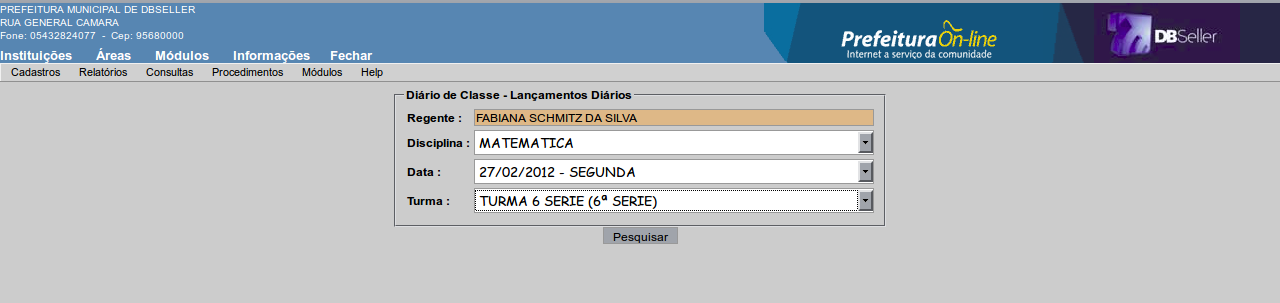 PREFEITURA MUNICIPAL DE DBSELLER
RUA GENERAL CAMARA
Fone: 05432824077 - Cep: 95680000
PrefeituraOn-line
Internet a serviço da comunidade
DBSeller
Instituições Áreas Módulos Informações Fechar
Cadastros Relatórios Consultas Procedimentos Módulos Help
Diário de Classe - Lançamentos Diários
Regente : FABIANA SCHMITZ DA SILVA
Disciplina : MATEMATICA
Data : 27/02/2012 - SEGUNDA
Turma : TURMA 6 SERIE (6ª SERIE)
Pesquisar